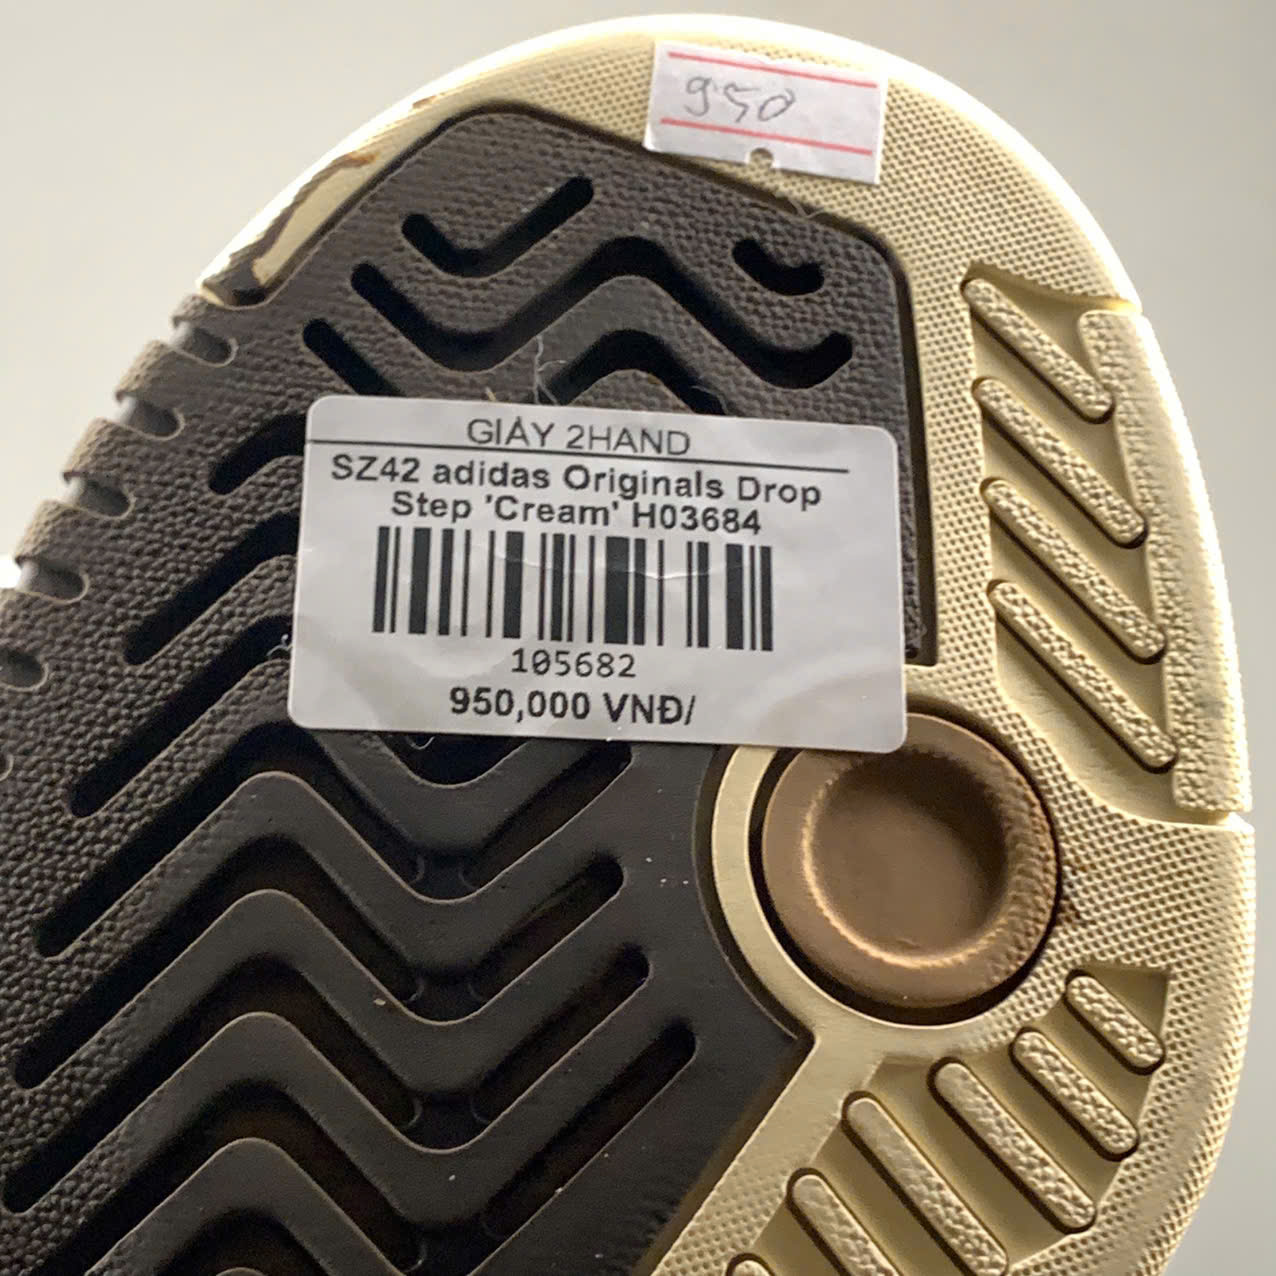 950
GIÀY 2HAND
SZ42 adidas Originals Drop
Step 'Cream' H03684
105682
950,000 VNĐ/